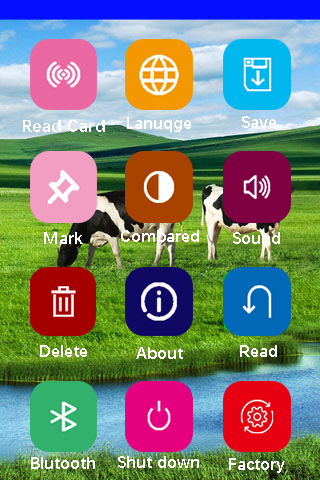 Read Card
Lanuqge
Save
Mark
Compared
Sound
Delete
About
Read
Blutooth
Shut down
Factory